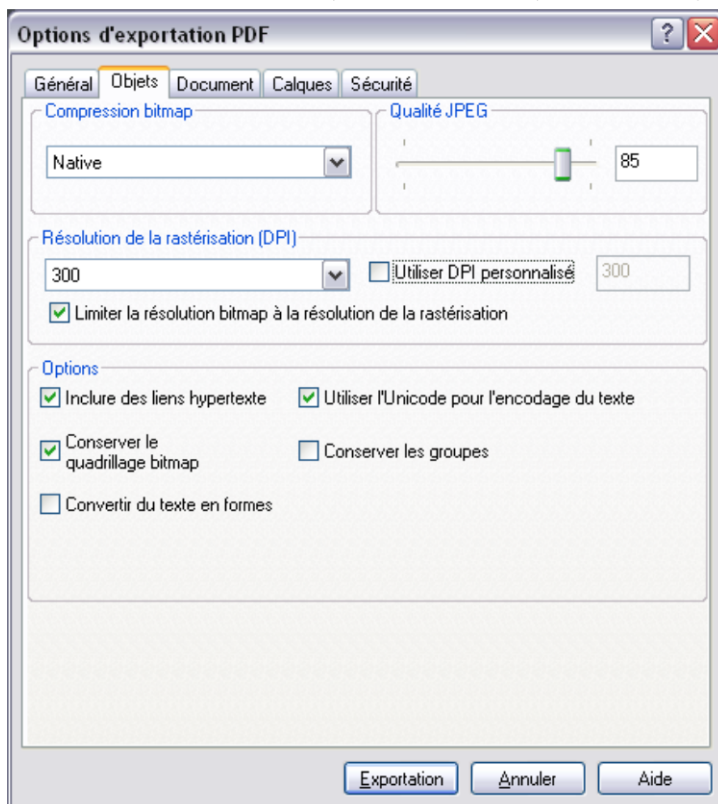 Options d'exportation PDF
Général Objets Document Calques Sécurité
Compression bitmap
Native
Qualité JPEG
85
Résolution de la rastérisation (DPI)
300
Utiliser DPI personnalisé
300
Limiter la résolution bitmap à la résolution de la rastérisation
Options
Inclure des liens hypertexte
Utiliser l'Unicode pour l'encodage du texte
Conserver le
quadrillage bitmap
Conserver les groupes
Convertir du texte en formes
Exportation Annuler Aide